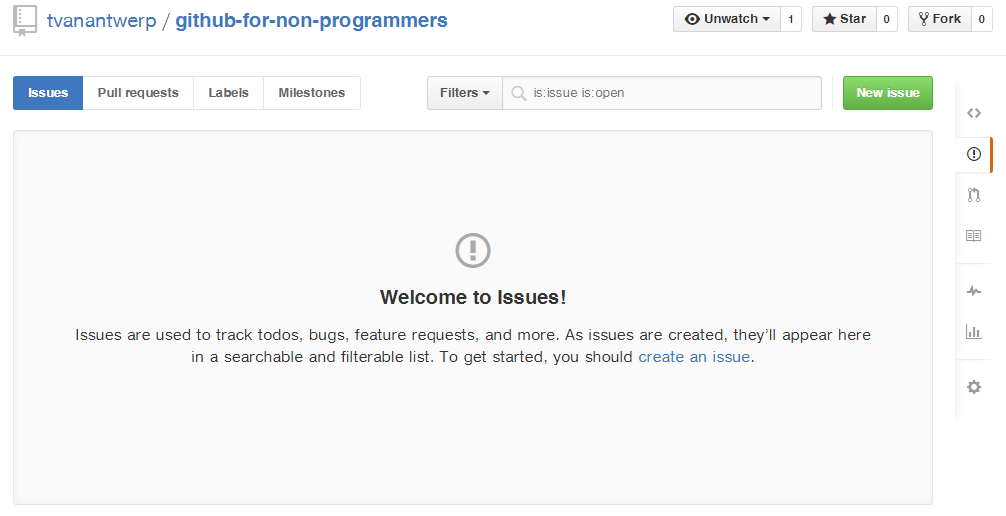 tvanantwerp / github-for-non-programmers
Unwatch 1
Star 0
Fork 0
Issues
Pull requests
Labels
Milestones
Filters
is:issue is:open
New issue
Welcome to Issues!
Issues are used to track todos, bugs, feature requests, and more. As issues are created, they'll appear here
in a searchable and filterable list. To get started, you should create an issue.